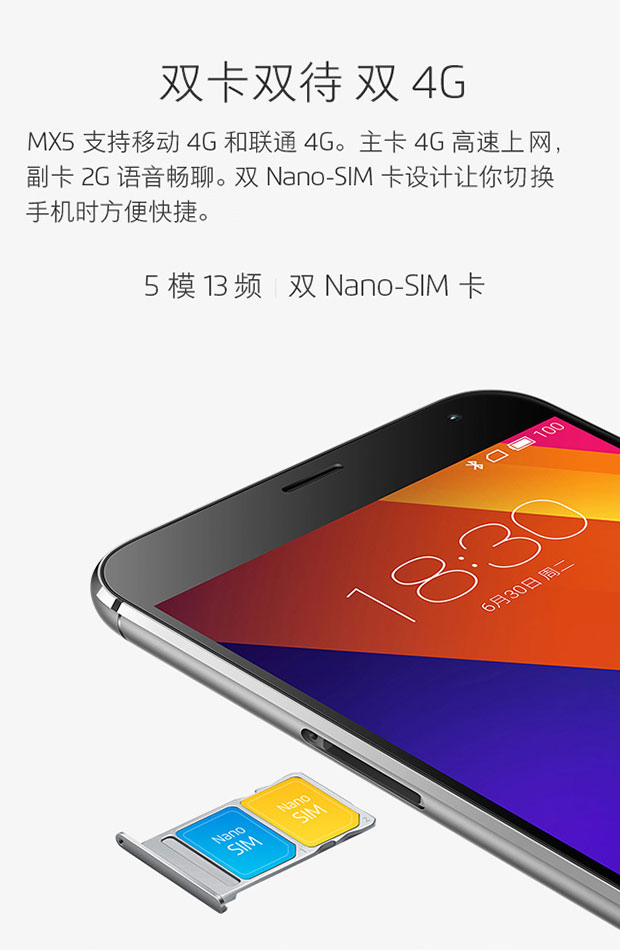 双卡双待 双 4G
MX5 支持移动 4G 和联通 4G。主卡 4G 高速上网，
副卡 2G 语音畅聊。双 Nano-SIM 卡设计让你切换
手机时方便快捷。
5 模 13 频 | 双 Nano-SIM 卡
100
18:30
6月30日 周二
Nano
SIM
2
Nano
SIM
1